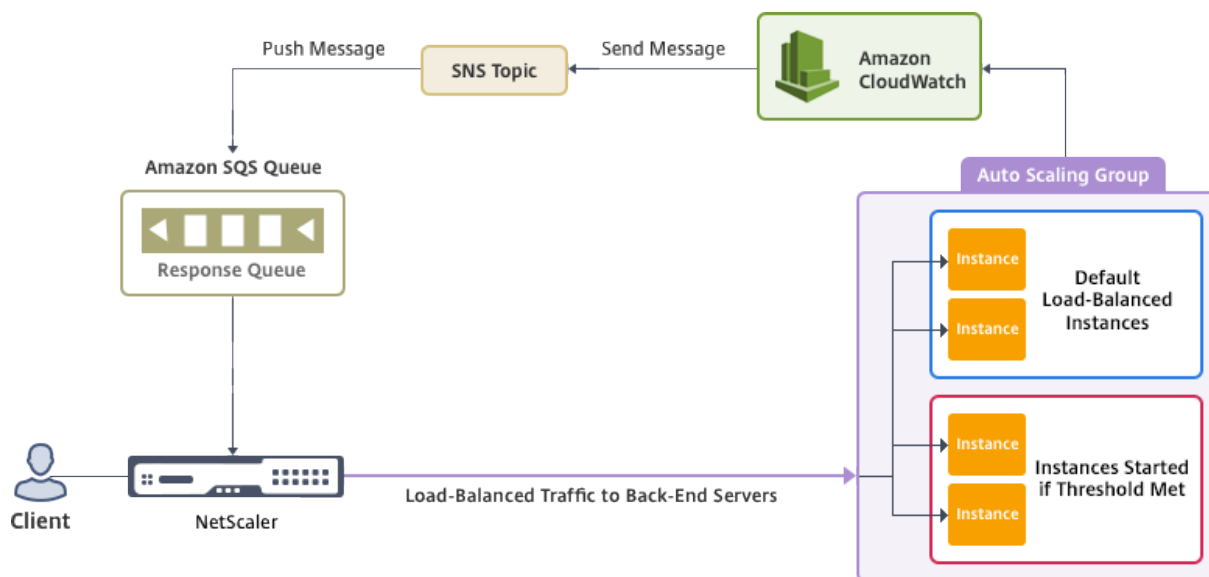 Push Message
SNS Topic
Send Message
Amazon
CloudWatch
Amazon SQS Queue
Response Queue
Auto Scaling Group
Instance
Instance
Default
Load-Balanced
Instances
Instance
Instance
Instances Started
if Threshold Met
Client
NetScaler
Load-Balanced Traffic to Back-End Servers